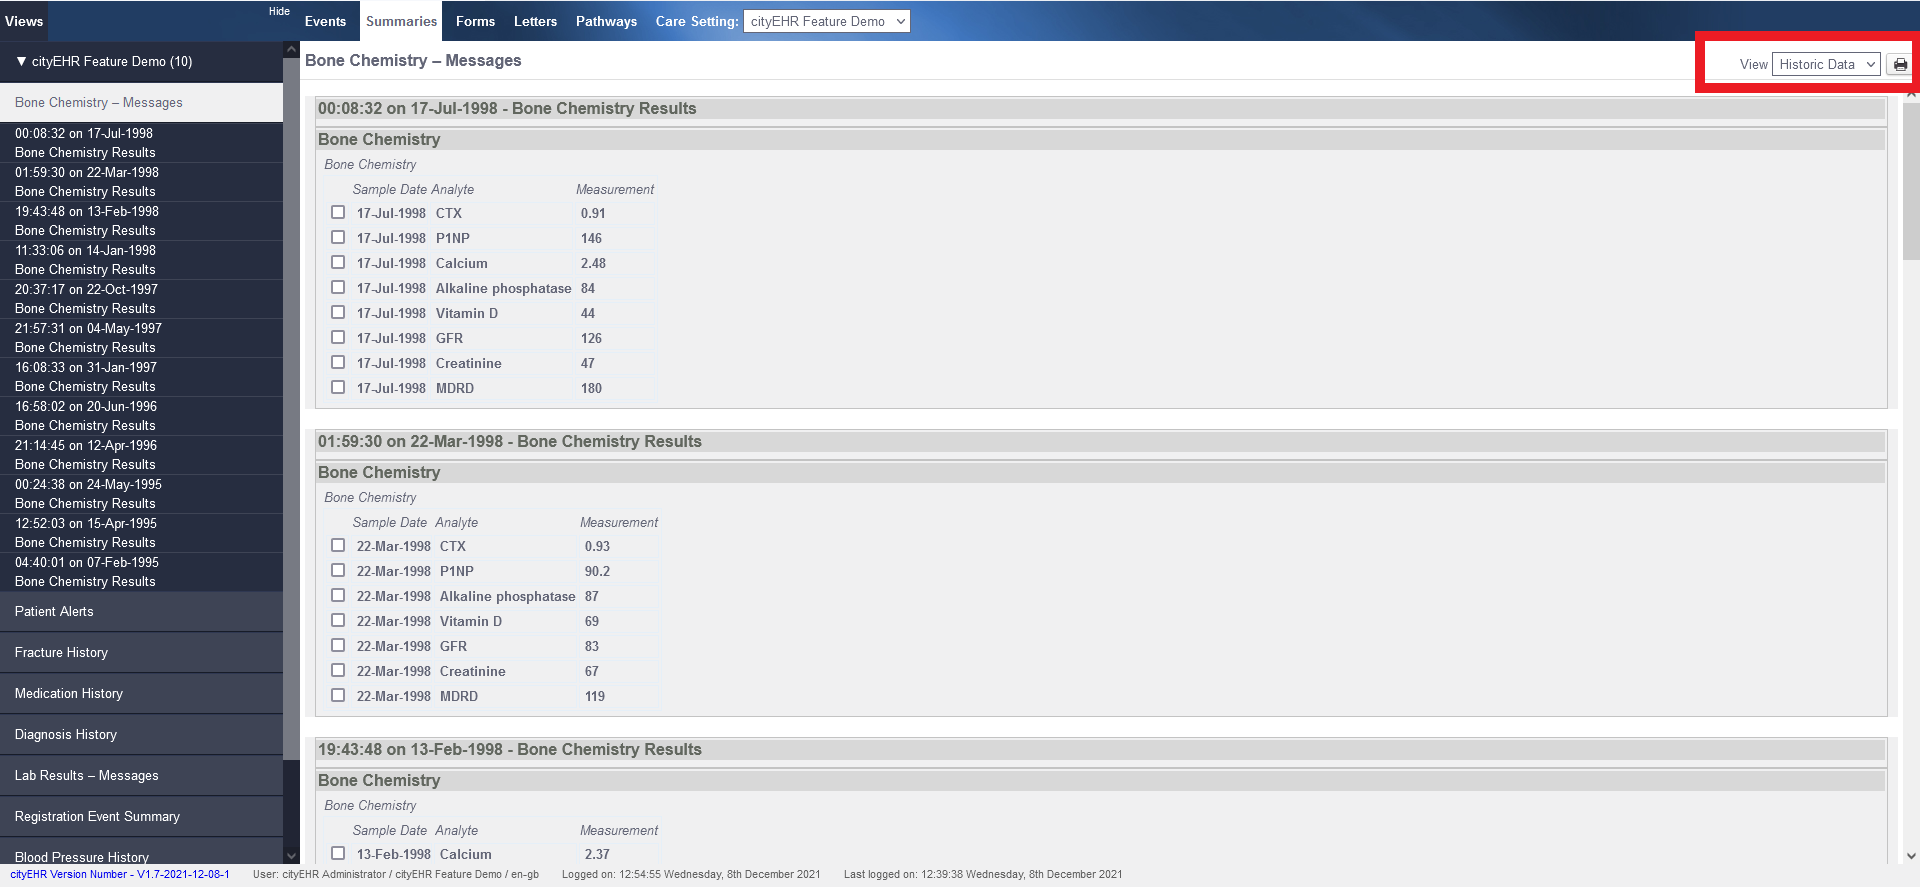 Views
Hide
Events Summaries Forms Letters Pathways Care Setting: cityEHR Feature Demo
▼ cityEHR Feature Demo (10)
Bone Chemistry – Messages
00:08:32 on 17-Jul-1998
Bone Chemistry Results
01:59:30 on 22-Mar-1998
Bone Chemistry Results
19:43:48 on 13-Feb-1998
Bone Chemistry Results
11:33:06 on 14-Jan-1998
Bone Chemistry Results
20:37:17 on 22-Oct-1997
Bone Chemistry Results
21:57:31 on 04-May-1997
Bone Chemistry Results
16:08:33 on 31-Jan-1997
Bone Chemistry Results
16:58:02 on 20-Jun-1996
Bone Chemistry Results
21:14:45 on 12-Apr-1996
Bone Chemistry Results
00:24:38 on 24-May-1995
Bone Chemistry Results
12:52:03 on 15-Apr-1995
Bone Chemistry Results
04:40:01 on 07-Feb-1995
Bone Chemistry Results
Patient Alerts
Fracture History
Medication History
Diagnosis History
Lab Results – Messages
Registration Event Summary
Blood Pressure History
Bone Chemistry – Messages
View Historic Data
00:08:32 on 17-Jul-1998 - Bone Chemistry Results
Bone Chemistry
Bone Chemistry
Sample Date Analyte Measurement
17-Jul-1998 CTX 0.91
17-Jul-1998 P1NP 146
17-Jul-1998 Calcium 2.48
17-Jul-1998 Alkaline phosphatase 84
17-Jul-1998 Vitamin D 44
17-Jul-1998 GFR 126
17-Jul-1998 Creatinine 47
17-Jul-1998 MDRD 180
01:59:30 on 22-Mar-1998 - Bone Chemistry Results
Bone Chemistry
Bone Chemistry
Sample Date Analyte Measurement
22-Mar-1998 CTX 0.93
22-Mar-1998 P1NP 90.2
22-Mar-1998 Alkaline phosphatase 87
22-Mar-1998 Vitamin D 69
22-Mar-1998 GFR 83
22-Mar-1998 Creatinine 67
22-Mar-1998 MDRD 119
19:43:48 on 13-Feb-1998 - Bone Chemistry Results
Bone Chemistry
Bone Chemistry
Sample Date Analyte Measurement
13-Feb-1998 Calcium 2.37
cityEHR Version Number - V1.7-2021-12-08-1 User: cityEHR Administrator / cityEHR Feature Demo / en-gb Logged on: 12:54:55 Wednesday, 8th December 2021 Last logged on: 12:39:38 Wednesday, 8th December 2021